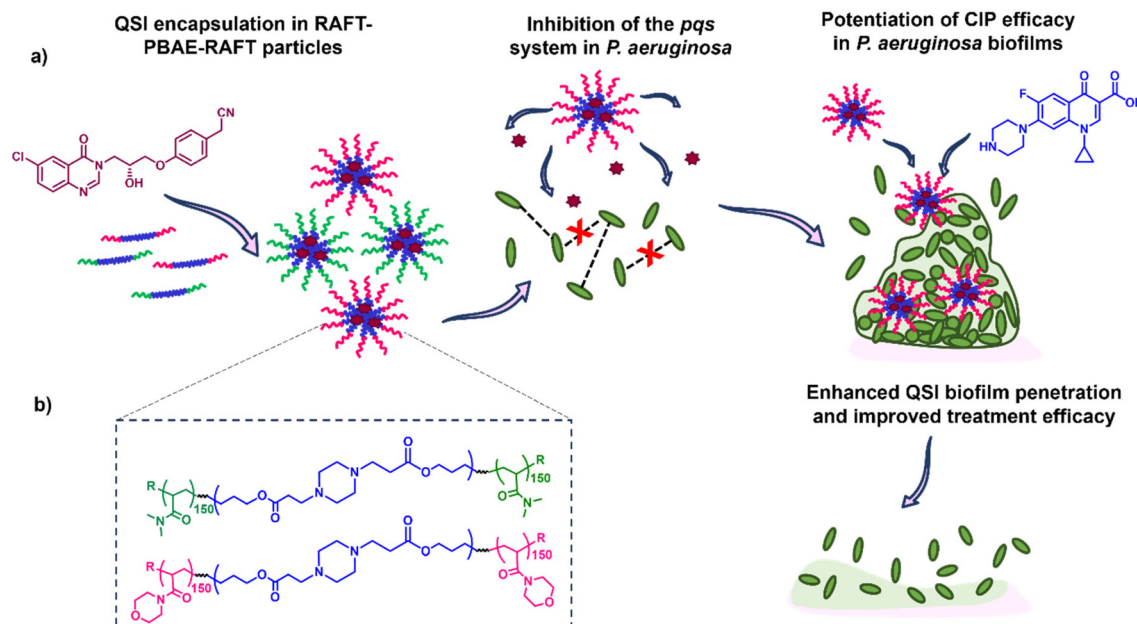 QSI encapsulation in RAFT-
PBAE-RAFT particles
Inhibition of the pqs
system in P. aeruginosa
Potentiation of CIP efficacy
in P. aeruginosa biofilms
a)
CN
O
Cl
N
N
OH
O
F
O
O
OH
N
N
HN
Enhanced QSI biofilm penetration
and improved treatment efficacy
b)
R
150
N
O
O
O
N
N
O
O
R
150
O
N
R
150
N
O
O
O
O
N
N
O
O
R
150
O
N
O